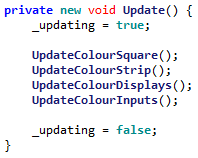 private new void Update() {
    _updating = true;

    UpdateColourSquare();
    UpdateColourStrip();
    UpdateColourDisplays();
    UpdateColourInputs();

    _updating = false;
}